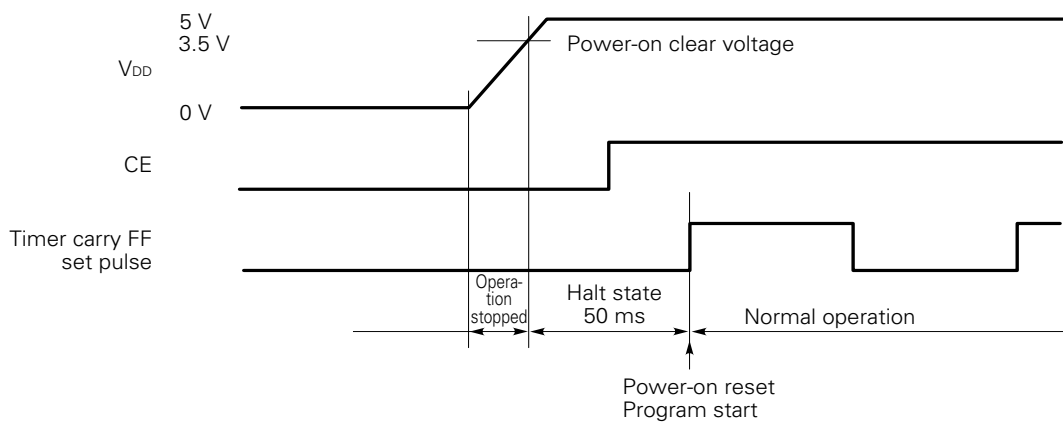 5 V
3.5 V
Power-on clear voltage
VDD
0 V
CE
Timer carry FF
set pulse
Opera-
tion
stopped
Halt state
50 ms
Normal operation
Power-on reset
Program start